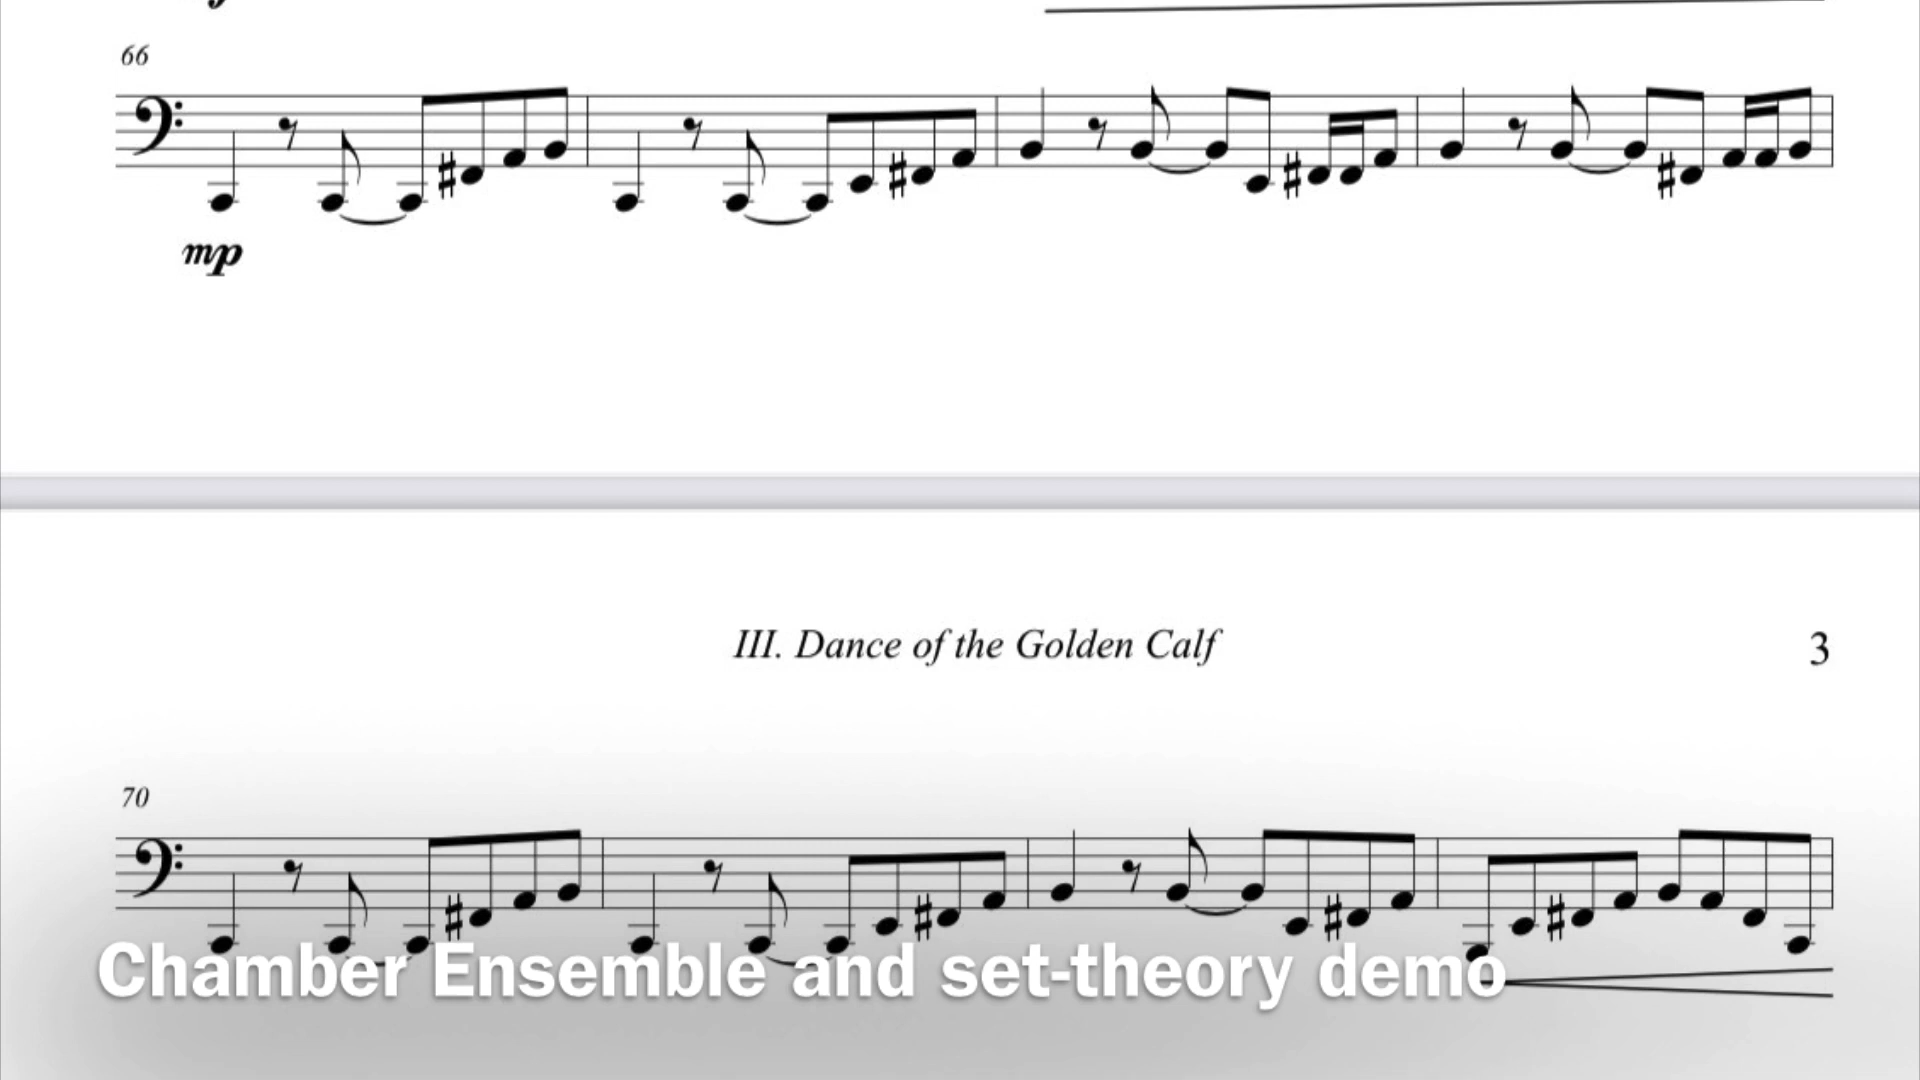 66
mp
III. Dance of the Golden Calf
3
70
Chamber Ensemble and set-theory demo